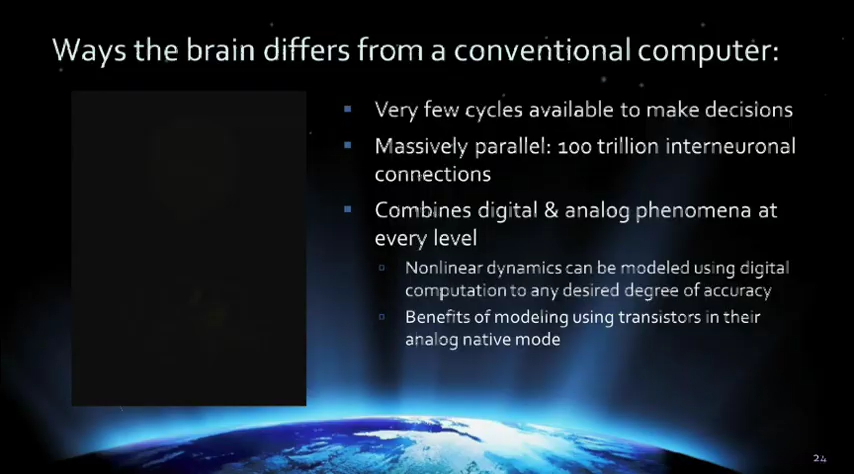 Ways the brain differs from a conventional computer:
Very few cycles available to make decisions
Massively parallel: 100 trillion interneuronal
connections
Combines digital & analog phenomena at
every level
Nonlinear dynamics can be modeled using digital
computation to any desired degree of accuracy
Benefits of modeling using transistors in their
analog native mode
24